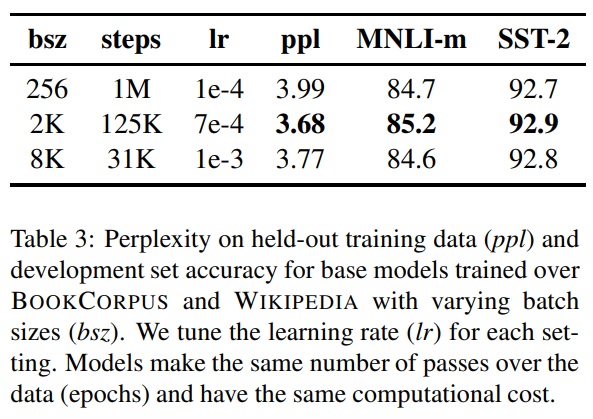 bsz steps lr ppl MNLI-m SST-2
256 1M 1e-4 3.99 84.7 92.7
2K 125K 7e-4 3.68 85.2 92.9
8K 31K 1e-3 3.77 84.6 92.8
Table 3: Perplexity on held-out training data (ppl) and
development set accuracy for base models trained over
BOOKCORPUS and WIKIPEDIA with varying batch
sizes (bsz). We tune the learning rate (lr) for each set-
ting. Models make the same number of passes over the
data (epochs) and have the same computational cost.